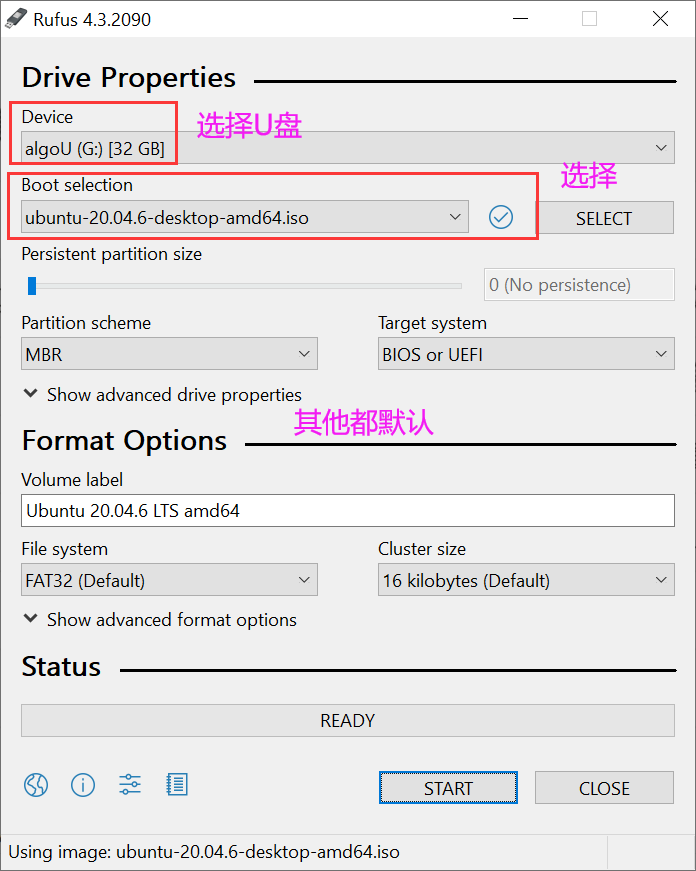 Rufus 4.3.2090
Drive Properties
Device
选择U盘
algoU (G:) [32 GB]
Boot selection
选择
ubuntu-20.04.6-desktop-amd64.iso
SELECT
Persistent partition size
0 (No persistence)
Partition scheme
Target system
MBR
BIOS or UEFI
Show advanced drive properties
其他都默认
Format Options
Volume label
Ubuntu 20.04.6 LTS amd64
File system
Cluster size
FAT32 (Default)
16 kilobytes (Default)
Show advanced format options
Status
READY
START
CLOSE
Using image: ubuntu-20.04.6-desktop-amd64.iso